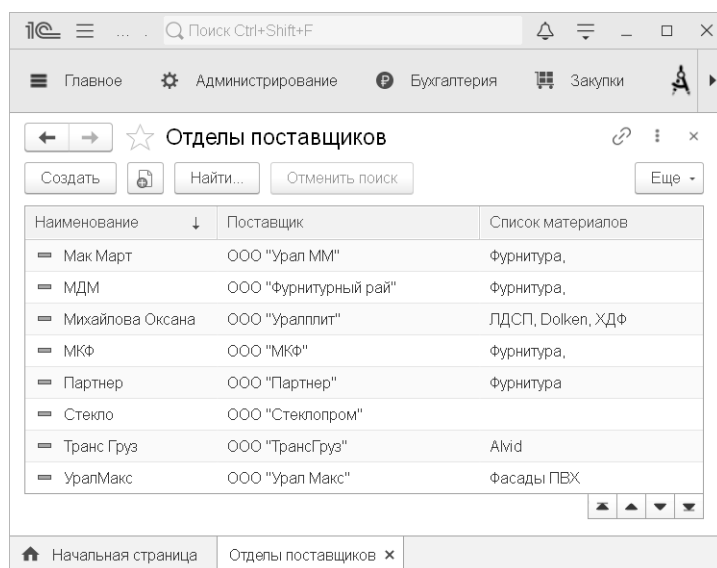 1С ... . Поиск Ctrl+Shift+F
Главное Администрирование Бухгалтерия Закупки
Отделы поставщиков
Создать Найти... Отменить поиск Еще
Наименование ↓ Поставщик Список материалов
Мак Март ООО "Урал ММ" Фурнитура,
МДМ ООО "Фурнитурный рай" Фурнитура,
Михайлова Оксана ООО "Уралплит" ЛДСП, Dolken, ХДФ
МКФ ООО "МКФ" Фурнитура,
Партнер ООО "Партнер" Фурнитура
Стекло ООО "Стеклопром"
Транс Груз ООО "ТрансГруз" Alvid
УралМакс ООО "Урал Макс" Фасады ПВХ
Начальная страница Отделы поставщиков ×